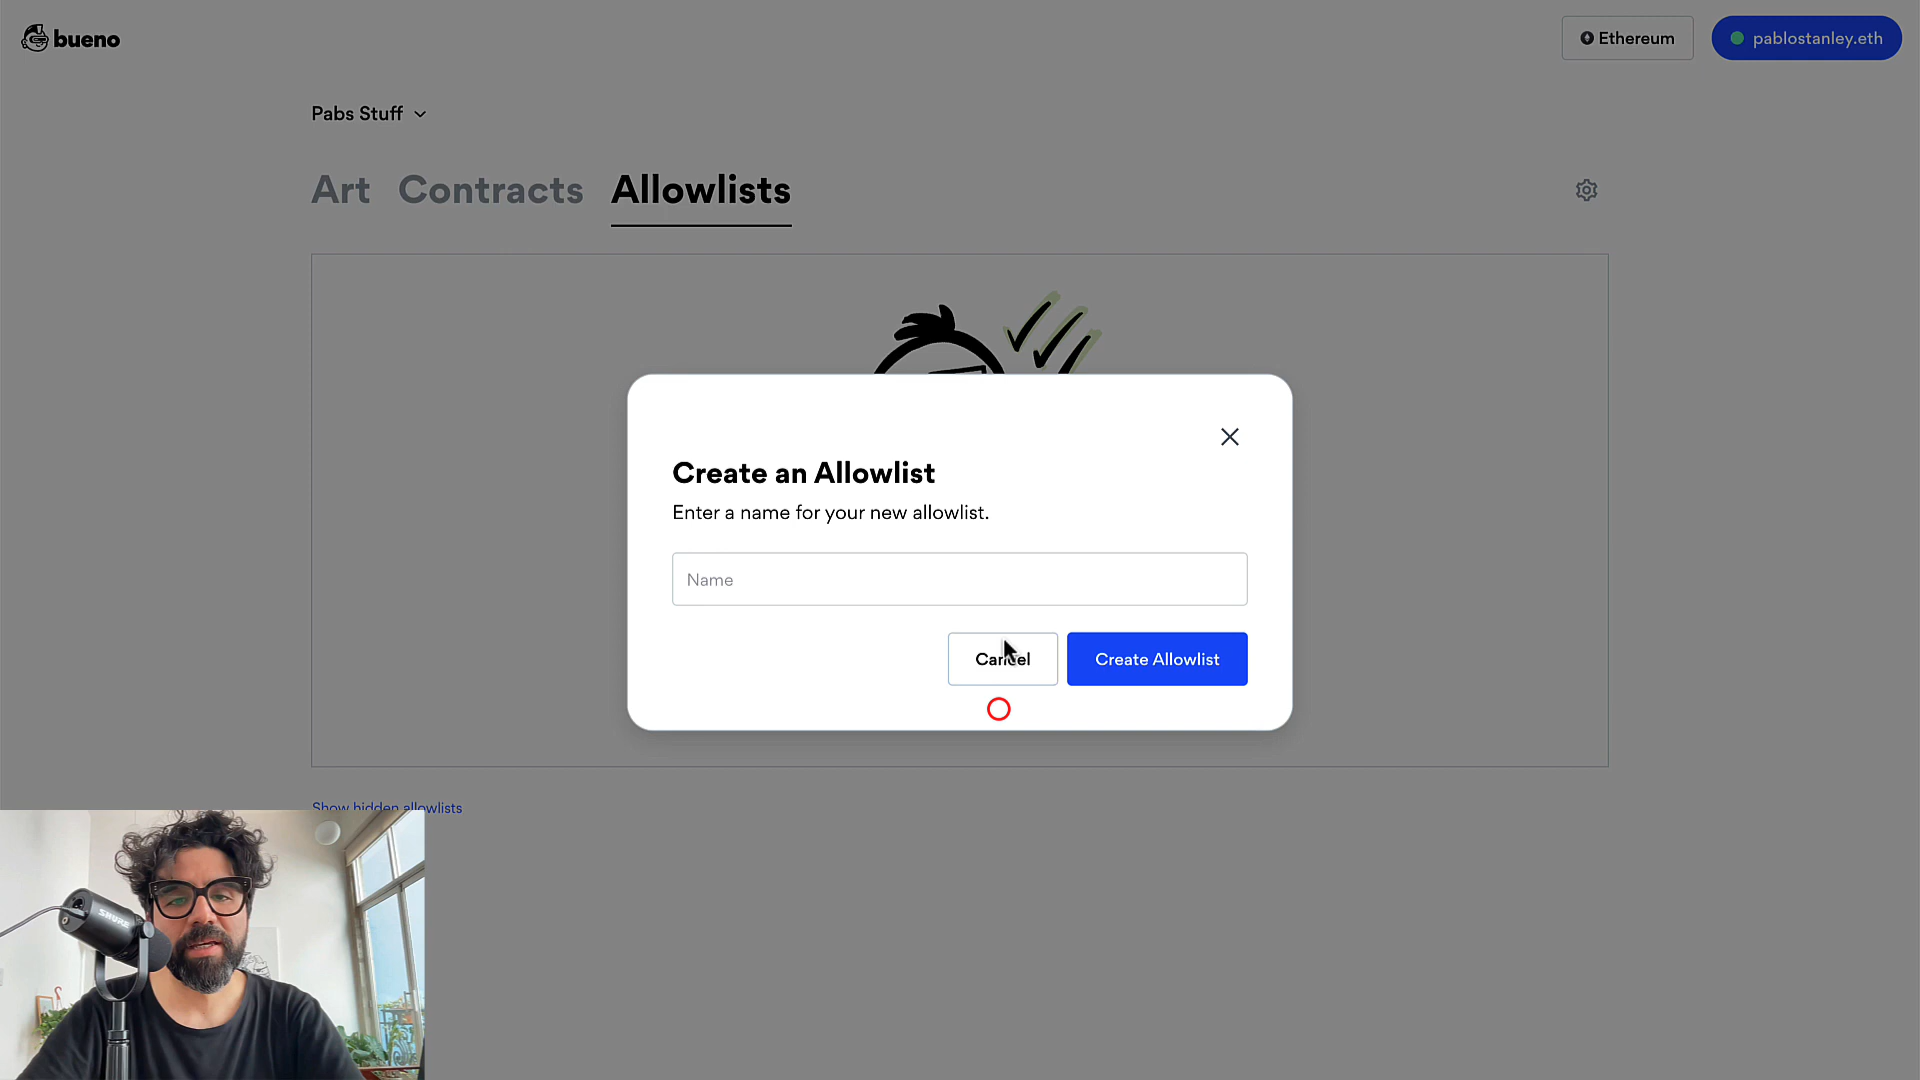 bueno
Ethereum
pablostanley.eth
Pabs Stuff
Art Contracts Allowlists
Create an Allowlist
Enter a name for your new allowlist.
Name
Cancel
Create Allowlist
Show hidden allowlists
SHURE